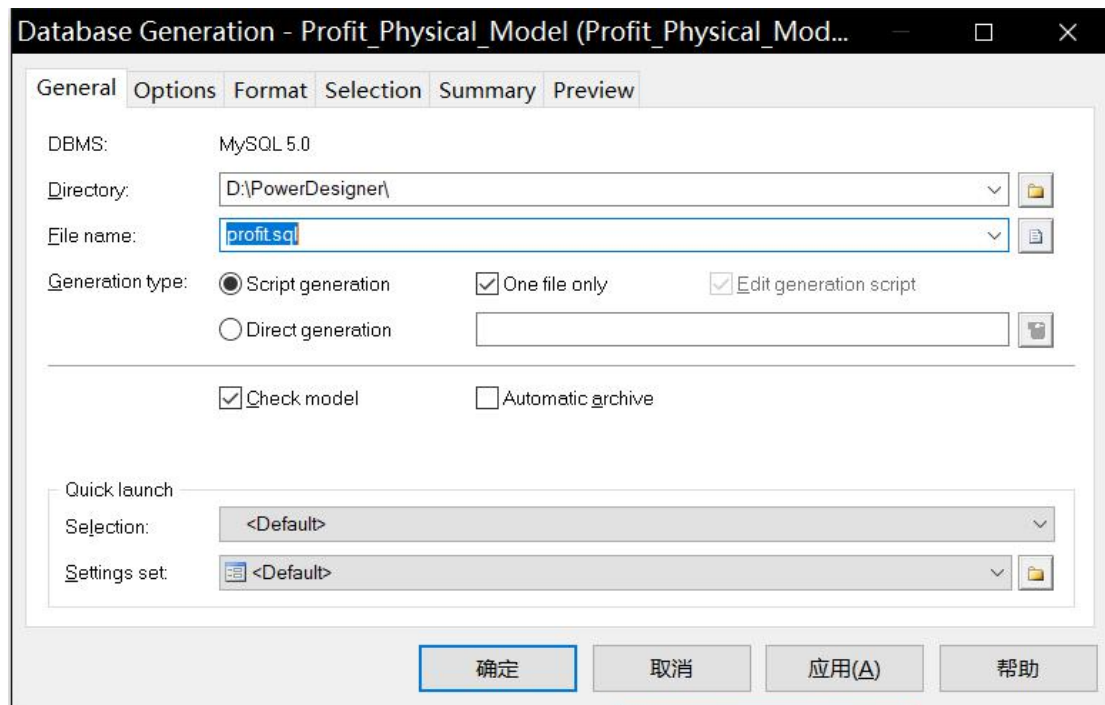 Database Generation - Profit_Physical_Model (Profit_Physical_Mod...
General Options Format Selection Summary Preview
DBMS: MySQL 5.0
Directory: D:\PowerDesigner\
File name: profit.sql
Generation type: Script generation One file only Edit generation script
Direct generation
Check model Automatic archive
Quick launch
Selection: <Default>
Settings set: <Default>
确定 取消 应用(A) 帮助